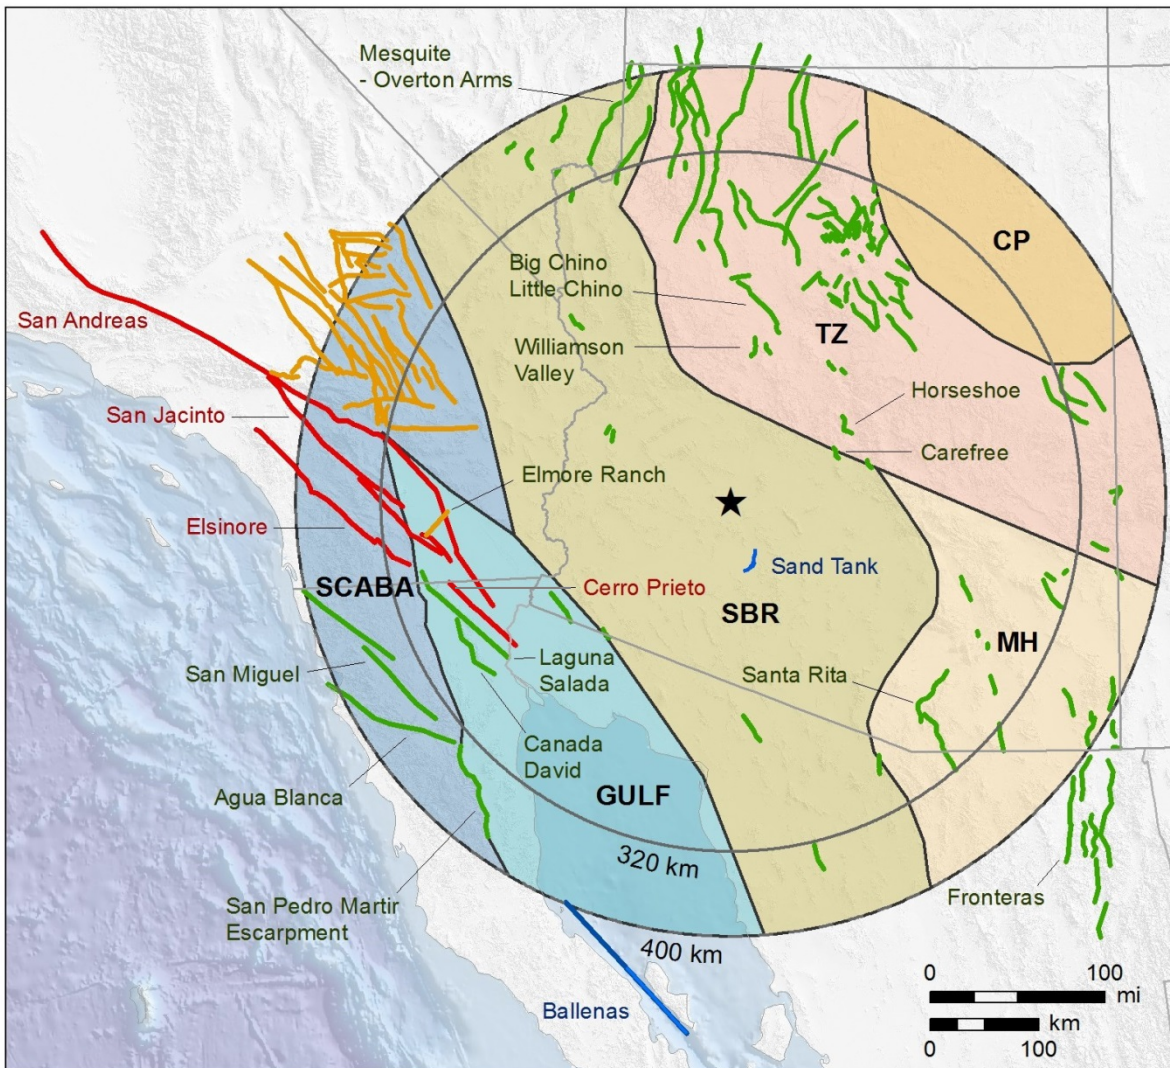 Mesquite
- Overton Arms
CP
Big Chino
Little Chino
San Andreas
TZ
Williamson
Valley
Horseshoe
San Jacinto
Carefree
Elmore Ranch
Elsinore
Sand Tank
SCABA
Cerro Prieto
SBR
MH
Laguna
Salada
San Miguel
Santa Rita
Canada
David
Agua Blanca
GULF
320 km
San Pedro Martir
Escarpment
Fronteras
400 km
Ballenas
0 100
mi
km
0 100